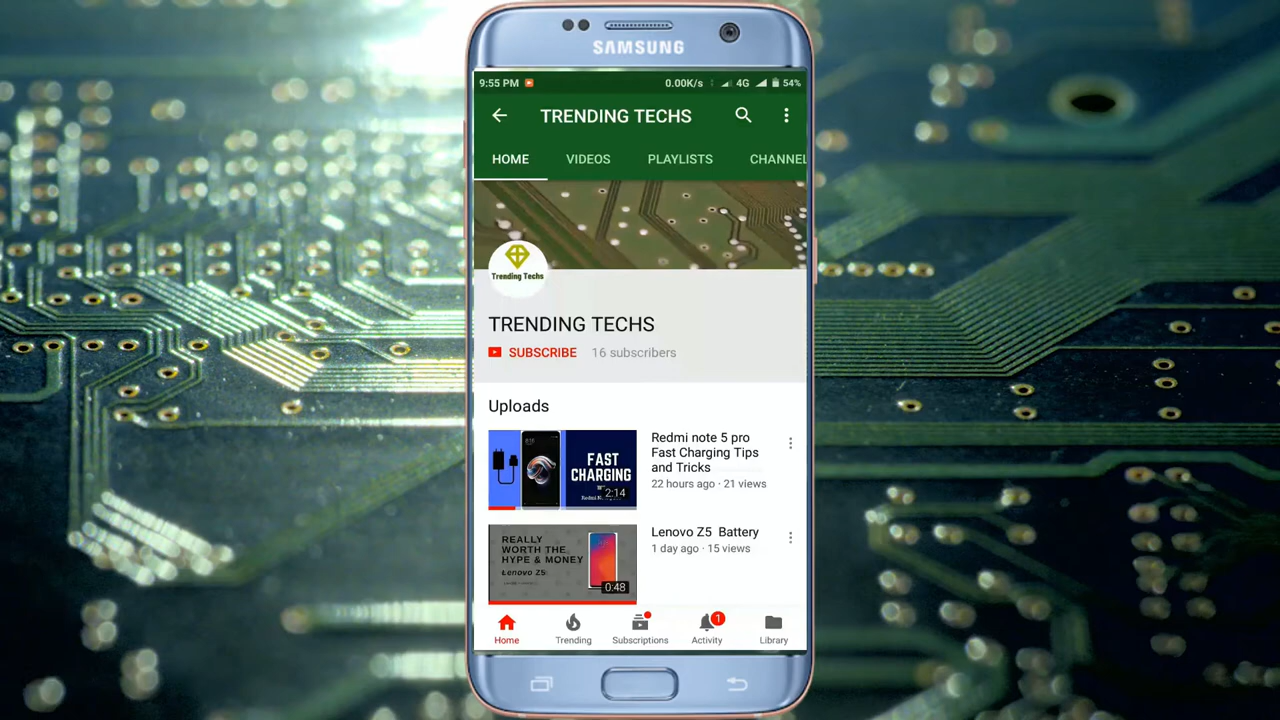 SAMSUNG
9:55 PM 0.00K/s 4G 54%
TRENDING TECHS
HOME VIDEOS PLAYLISTS CHANNEL
Trending Techs
TRENDING TECHS
SUBSCRIBE 16 subscribers
Uploads
FAST
CHARGING
2:14
Redmi note 5 pro
Fast Charging Tips
and Tricks
22 hours ago · 21 views
REALLY
WORTH THE
HYPE & MONEY
Lenovo Z5
0:48
Lenovo Z5 Battery
1 day ago · 15 views
1
Home Trending Subscriptions Activity Library